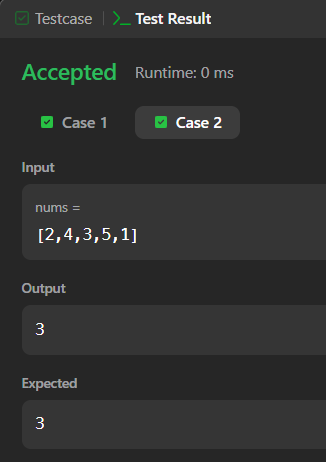 Testcase | Test Result
Accepted Runtime: 0 ms
Case 1 Case 2
Input
nums =
[2,4,3,5,1]
Output
3
Expected
3